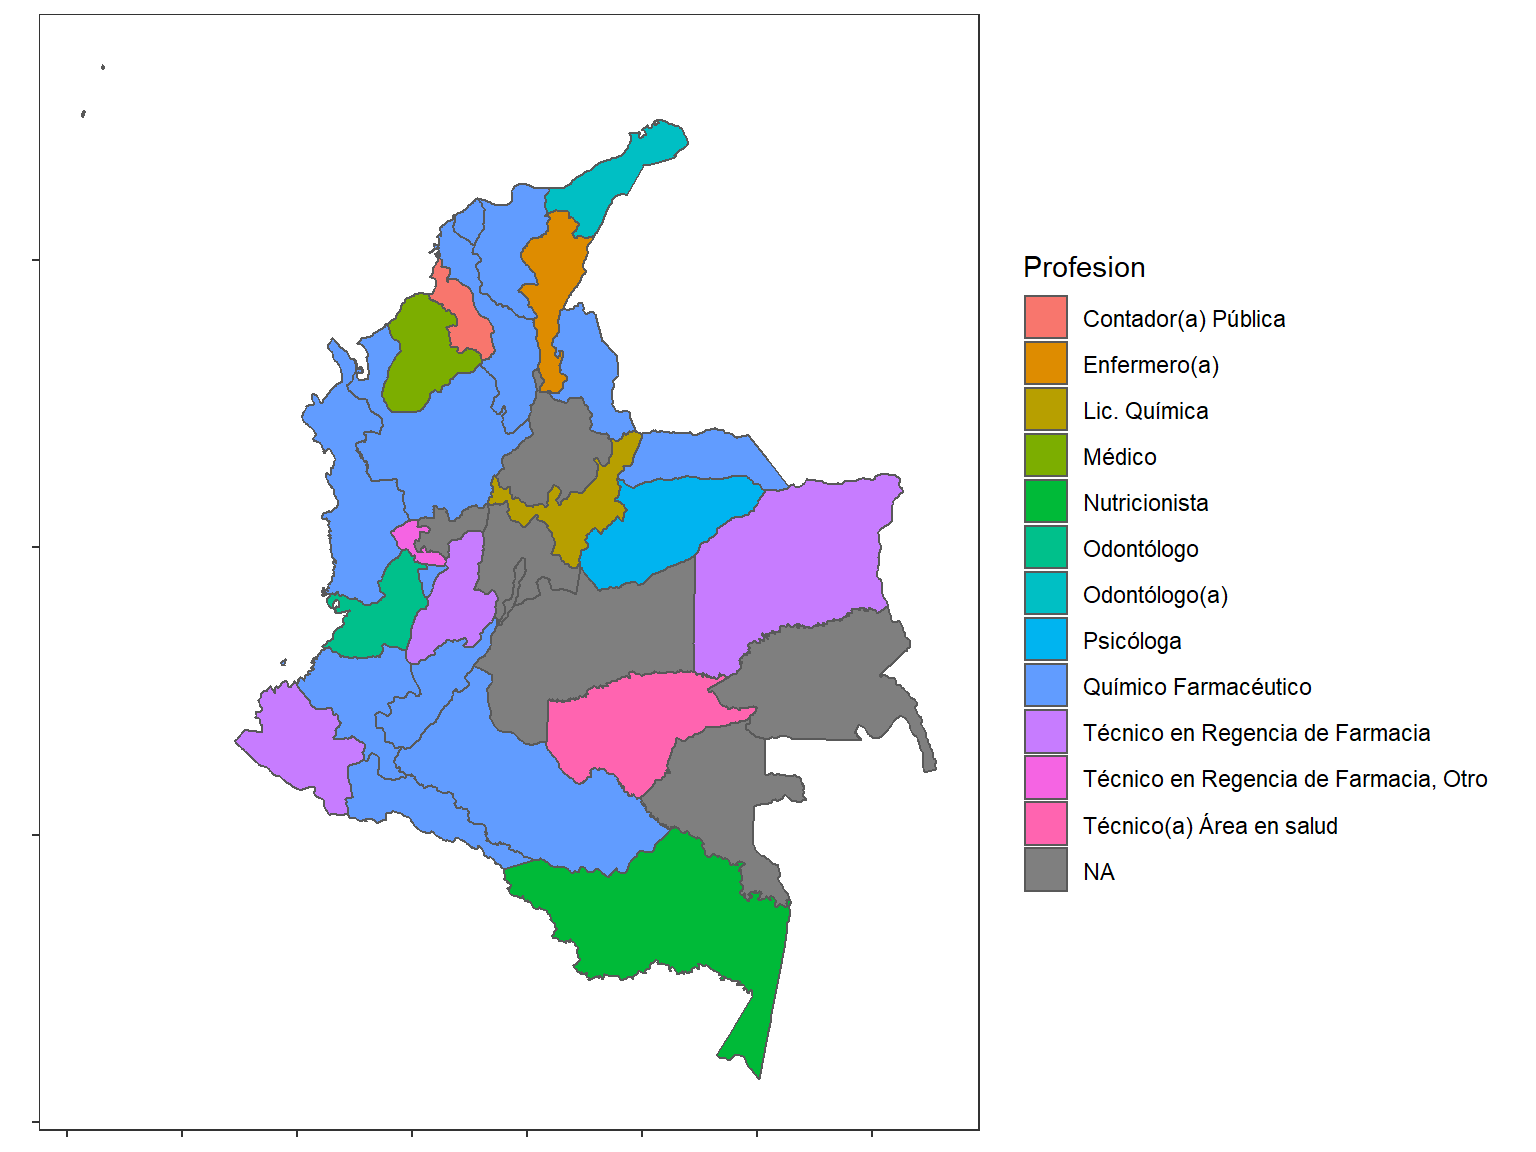 Profesion
Contador(a) Pública
Enfermero(a)
Lic. Química
Médico
Nutricionista
Odontólogo
Odontólogo(a)
Psicóloga
Químico Farmacéutico
Técnico en Regencia de Farmacia
Técnico en Regencia de Farmacia, Otro
Técnico(a) Área en salud
NA